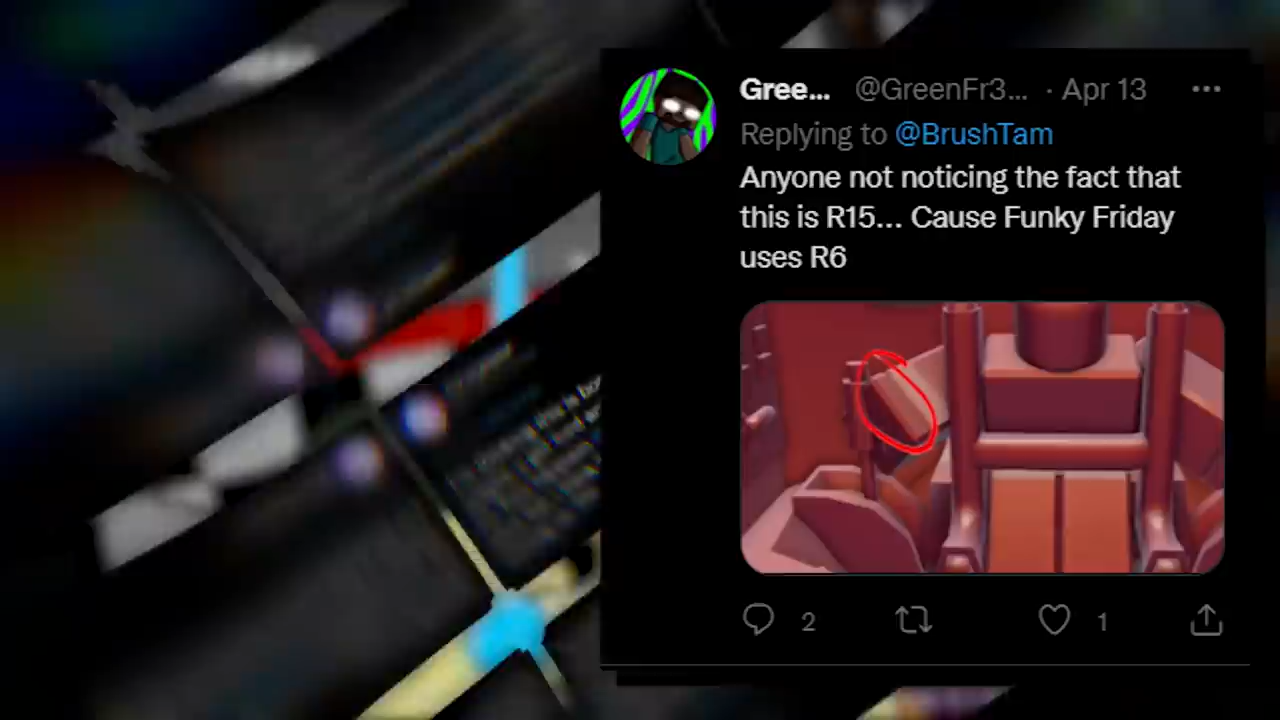 Gree... @GreenFr3... · Apr 13
Replying to @BrushTam
Anyone not noticing the fact that
this is R15... Cause Funky Friday
uses R6
2 1